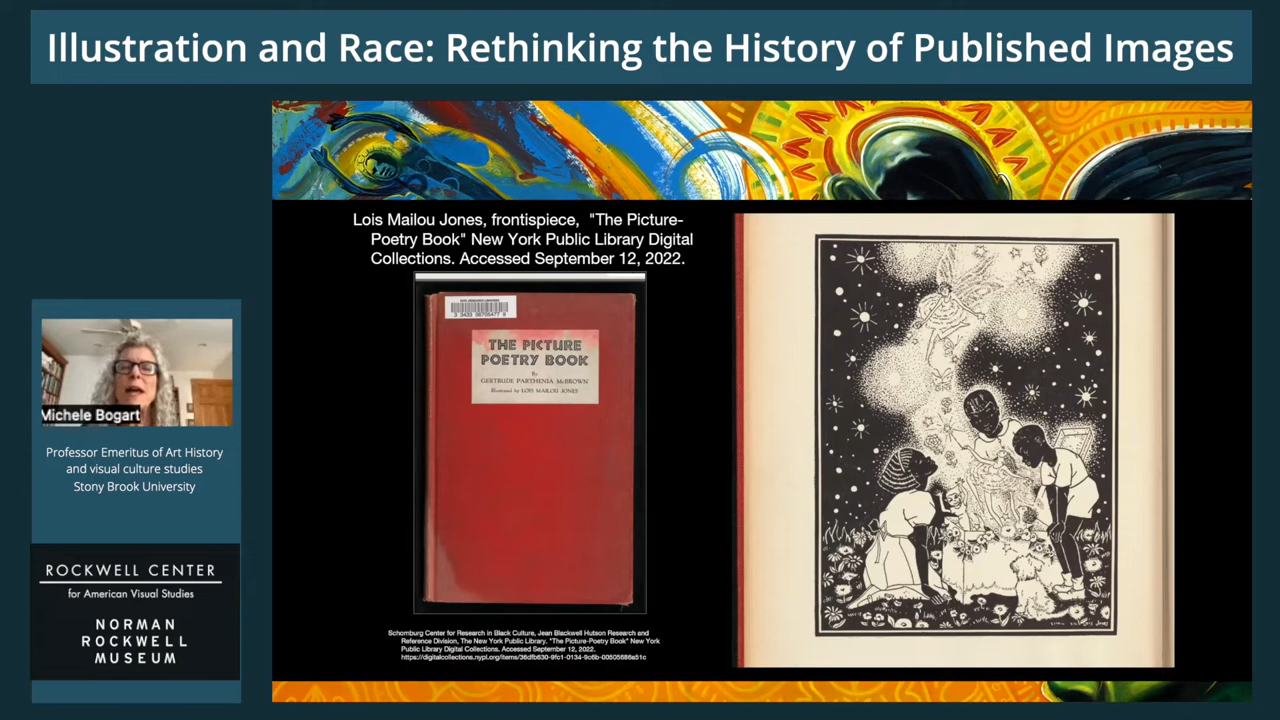 Illustration and Race: Rethinking the History of Published Images
Lois Mailou Jones, frontispiece, "The Picture-
Poetry Book" New York Public Library Digital
Collections. Accessed September 12, 2022.
THE PICTURE
POETRY BOOK
By
GERTRUDE PARTHENIA McBROWN
Illustrated by LOIS MAILOU JONES
Michele Bogart
Professor Emeritus of Art History
and visual culture studies
Stony Brook University
ROCKWELL CENTER
for American Visual Studies
NORMAN
ROCKWELL
MUSEUM
Schomburg Center for Research in Black Culture, Jean Blackwell Hutson Research and
Reference Division, The New York Public Library. "The Picture-Poetry Book" New York
Public Library Digital Collections. Accessed September 12, 2022.